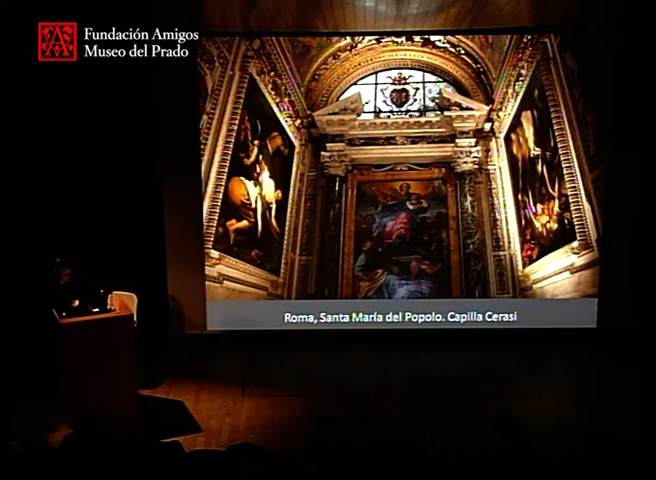 Fundación Amigos
Museo del Prado
Roma, Santa María del Popolo. Capilla Cerasi